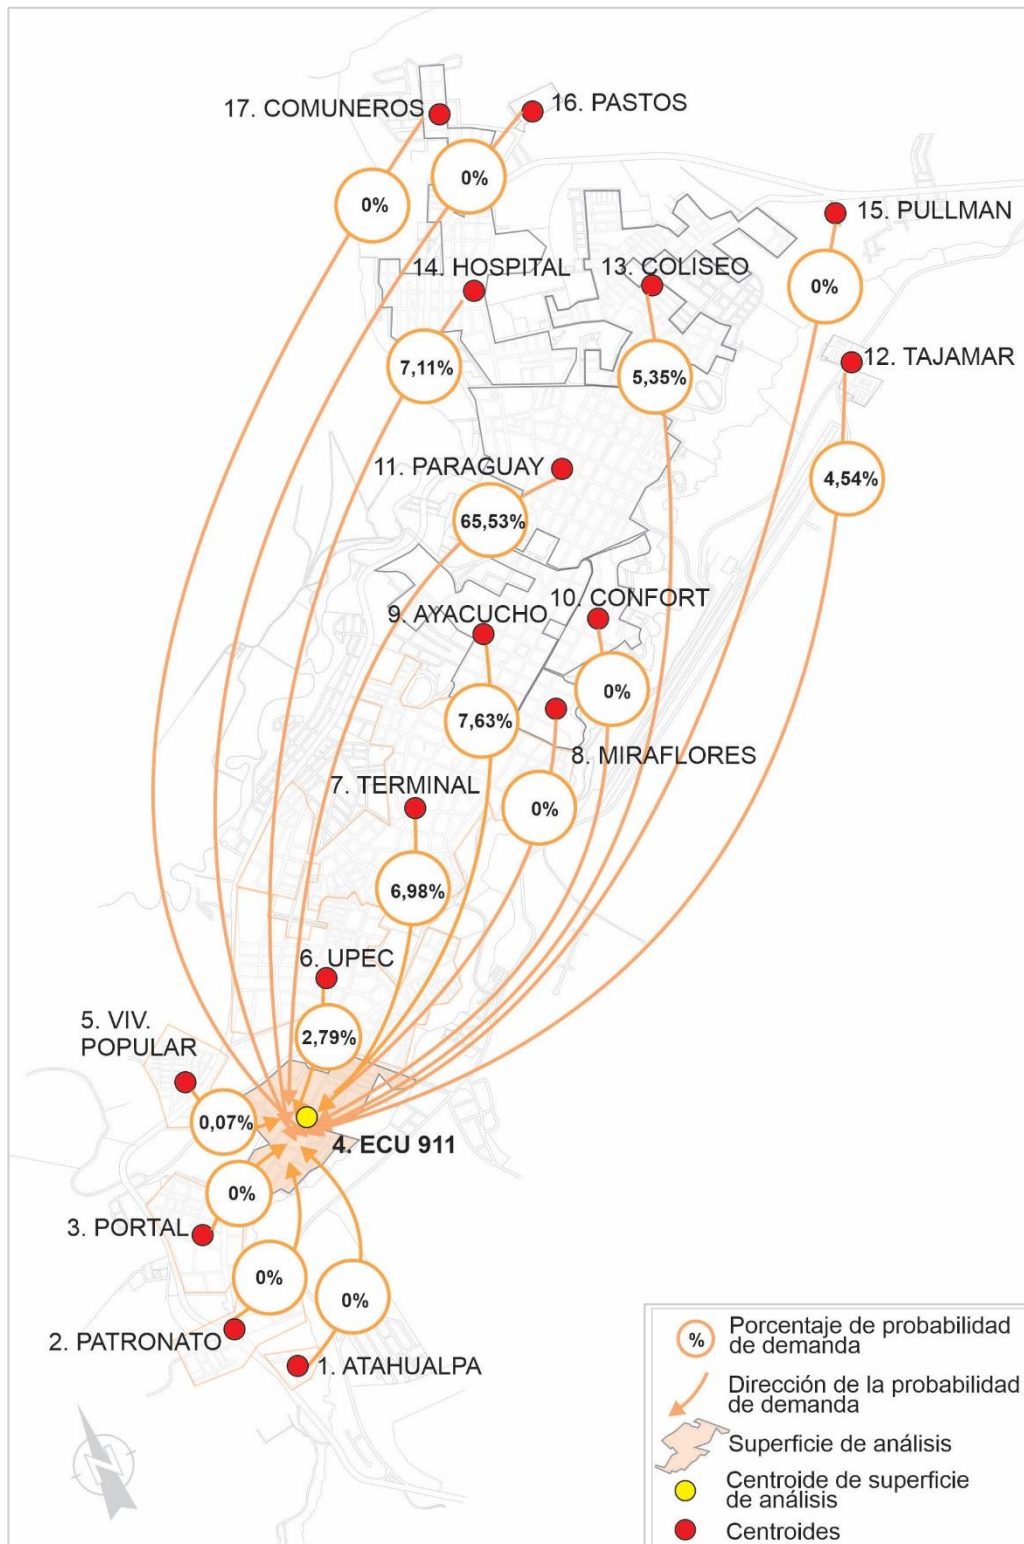 17. COMUNEROS
16. PASTOS
0%
0%
15. PULLMAN
14. HOSPITAL
13. COLISEO
0%
7,11%
5,35%
12. TAJAMAR
11. PARAGUAY
4,54%
65,53%
10. CONFORT
9. AYACUCHO
0%
7,63%
8. MIRAFLORES
7. TERMINAL
0%
6,98%
6. UPEC
5. VIV.
POPULAR
2,79%
0,07%
4. ECU 911
0%
3. PORTAL
0%
0%
2. PATRONATO
1. ATAHUALPA
% Porcentaje de probabilidad
de demanda
Dirección de la probabilidad
de demanda
Superficie de análisis
Centroide de superficie
de análisis
Centroides